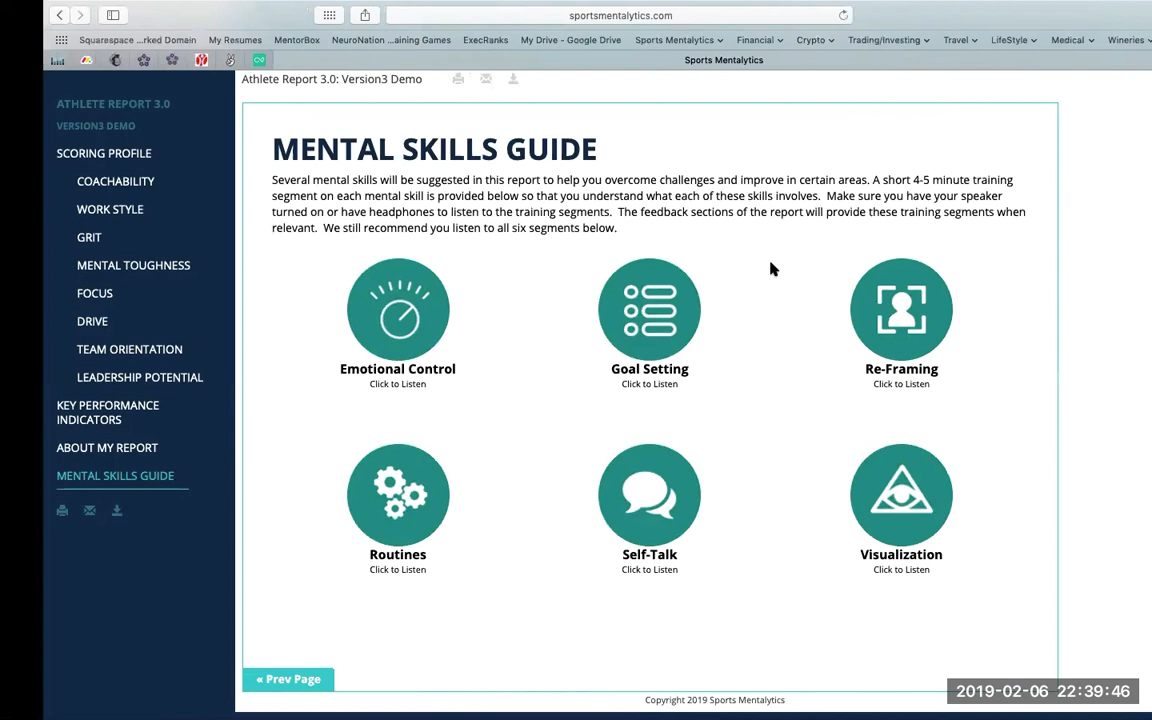 sportsmentalytics.com
Squarespace ...rked Domain My Resumes MentorBox NeuroNation ...aining Games ExecRanks My Drive - Google Drive Sports Mentalytics Financial Crypto Trading/Investing Travel LifeStyle Medical Wineries
Sports Mentalytics
Athlete Report 3.0: Version3 Demo
ATHLETE REPORT 3.0
VERSION3 DEMO
SCORING PROFILE
COACHABILITY
WORK STYLE
GRIT
MENTAL TOUGHNESS
FOCUS
DRIVE
TEAM ORIENTATION
LEADERSHIP POTENTIAL
KEY PERFORMANCE
INDICATORS
ABOUT MY REPORT
MENTAL SKILLS GUIDE
MENTAL SKILLS GUIDE
Several mental skills will be suggested in this report to help you overcome challenges and improve in certain areas. A short 4-5 minute training
segment on each mental skill is provided below so that you understand what each of these skills involves. Make sure you have your speaker
turned on or have headphones to listen to the training segments. The feedback sections of the report will provide these training segments when
relevant. We still recommend you listen to all six segments below.
Emotional Control
Click to Listen
Goal Setting
Click to Listen
Re-Framing
Click to Listen
Routines
Click to Listen
Self-Talk
Click to Listen
Visualization
Click to Listen
« Prev Page
Copyright 2019 Sports Mentalytics
2019-02-06 22:39:46